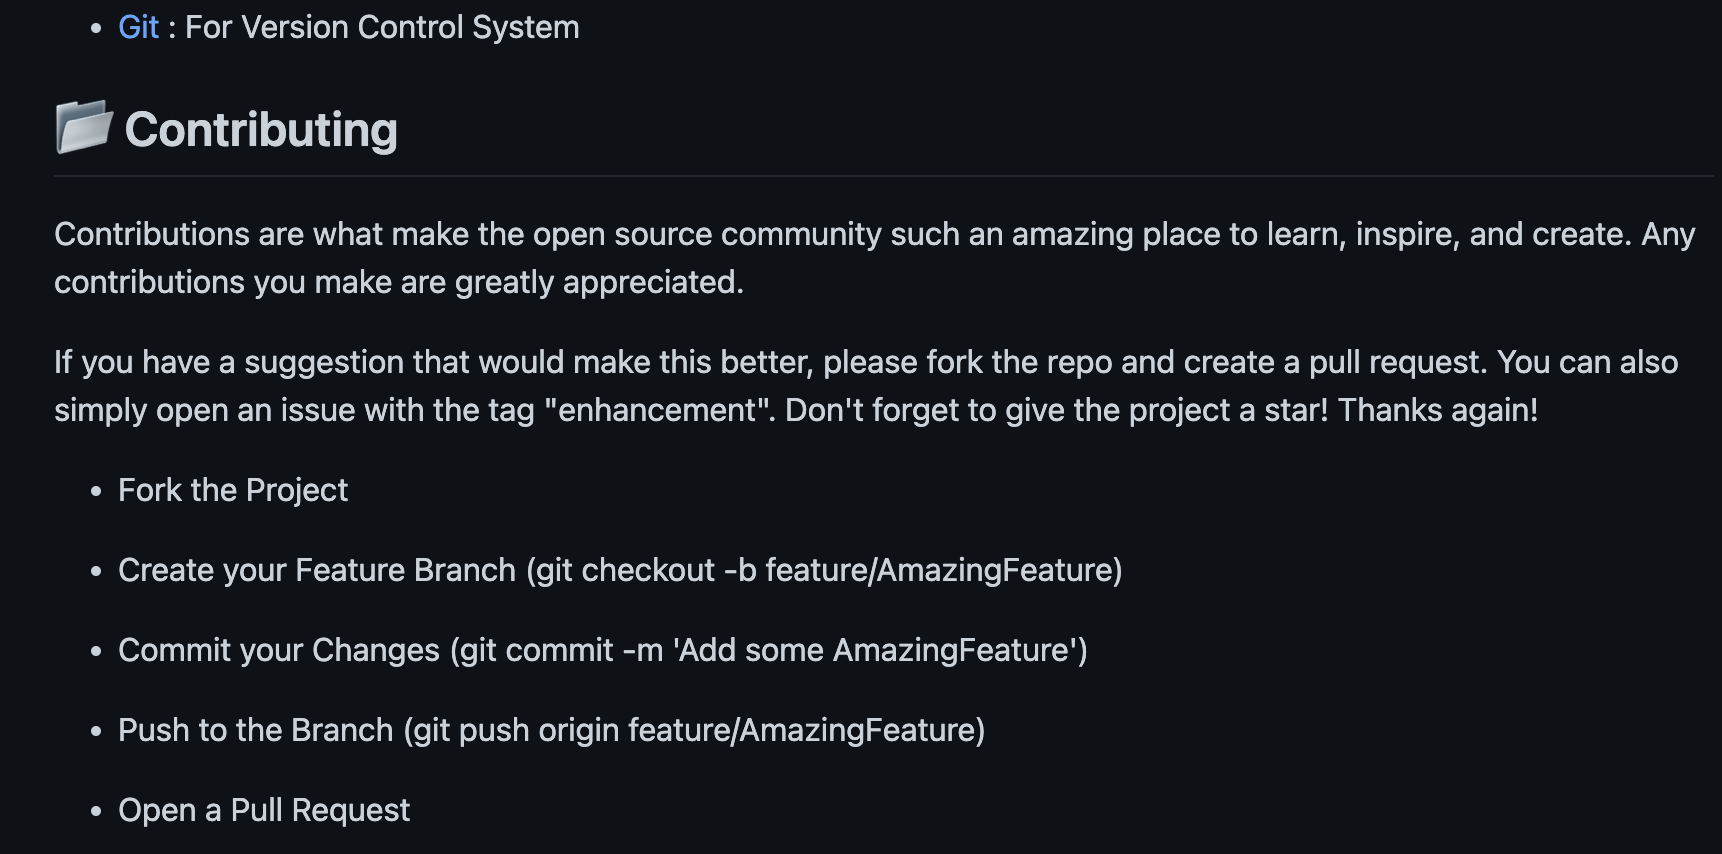 • Git : For Version Control System
Contributing
Contributions are what make the open source community such an amazing place to learn, inspire, and create. Any
contributions you make are greatly appreciated.
If you have a suggestion that would make this better, please fork the repo and create a pull request. You can also
simply open an issue with the tag "enhancement". Don't forget to give the project a star! Thanks again!
• Fork the Project
• Create your Feature Branch (git checkout -b feature/AmazingFeature)
• Commit your Changes (git commit -m 'Add some AmazingFeature')
• Push to the Branch (git push origin feature/AmazingFeature)
• Open a Pull Request